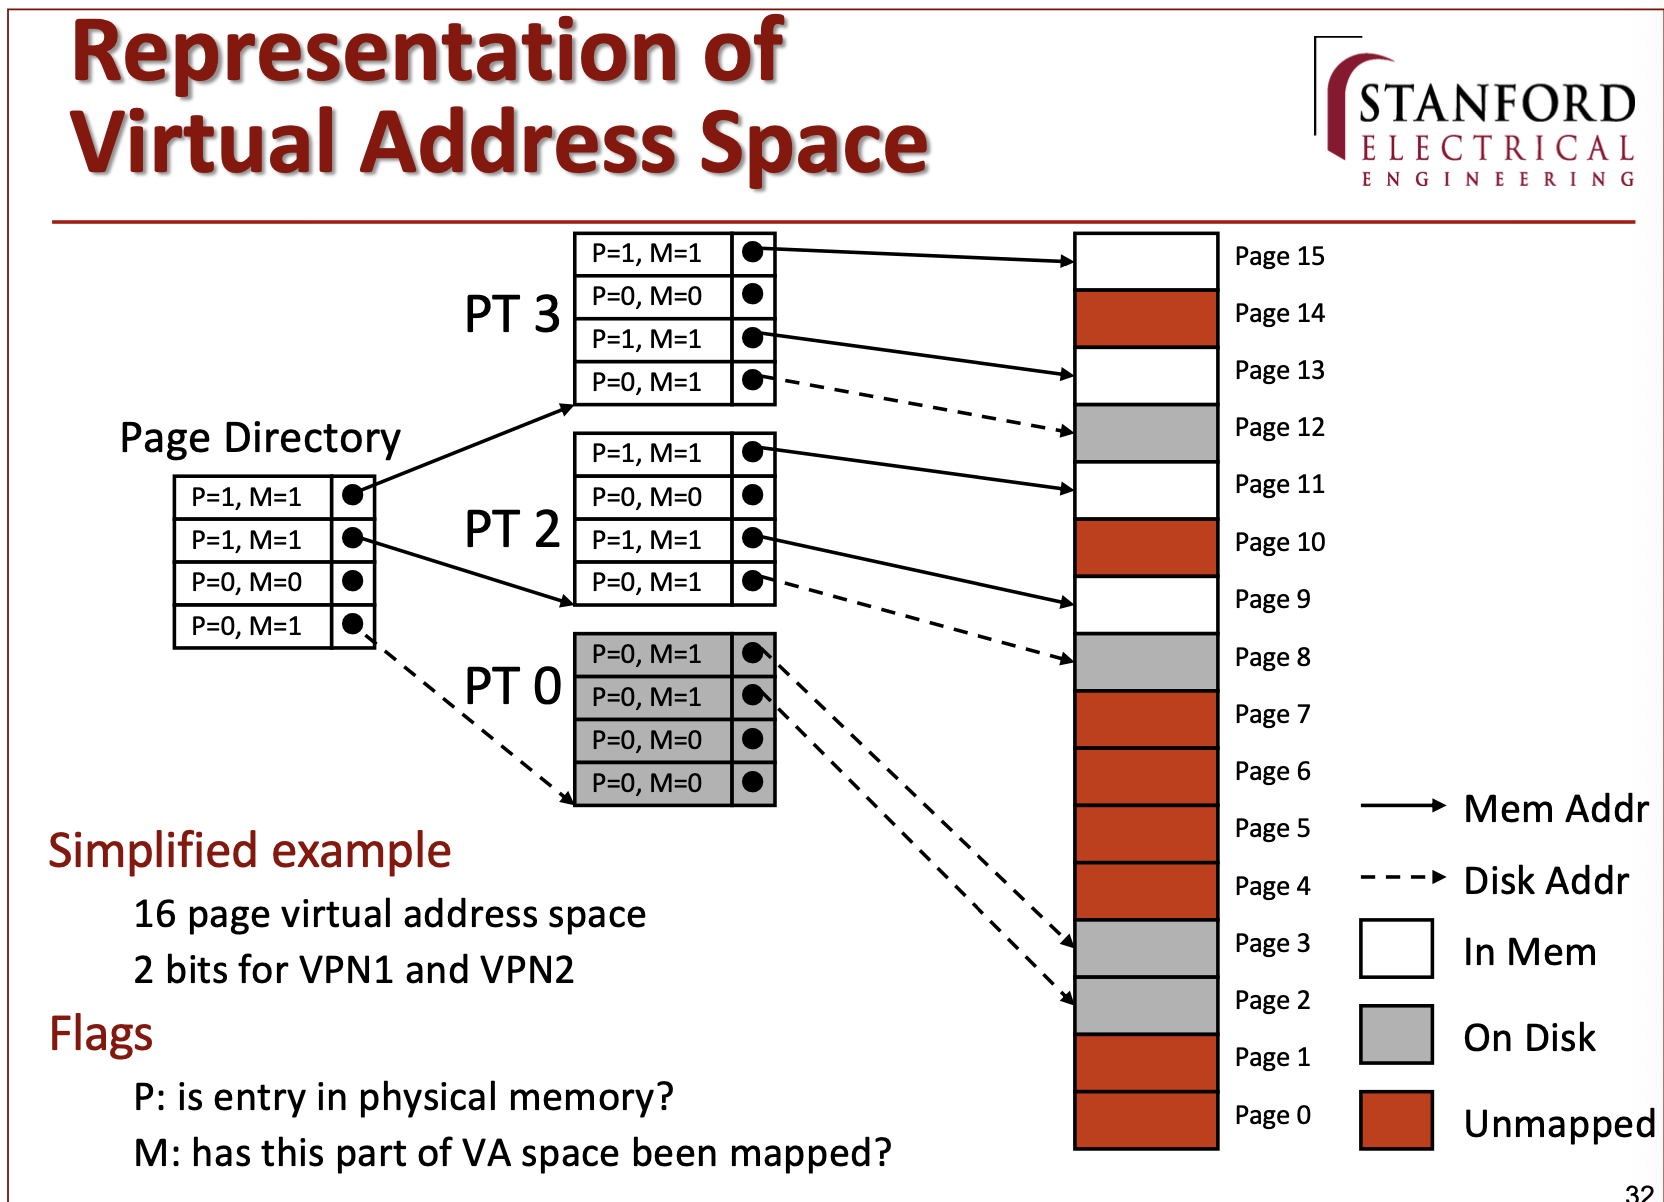 Representation of
Virtual Address Space
STANFORD
ELECTRICAL
ENGINEERING
Page Directory
P=1, M=1
P=1, M=1
P=0, M=0
P=0, M=1
PT 3
P=1, M=1
P=0, M=0
P=1, M=1
P=0, M=1
PT 2
P=1, M=1
P=0, M=0
P=1, M=1
P=0, M=1
PT 0
P=0, M=1
P=0, M=1
P=0, M=0
P=0, M=0
Page 15
Page 14
Page 13
Page 12
Page 11
Page 10
Page 9
Page 8
Page 7
Page 6
Page 5
Page 4
Page 3
Page 2
Page 1
Page 0
Mem Addr
Disk Addr
In Mem
On Disk
Unmapped
Simplified example
16 page virtual address space
2 bits for VPN1 and VPN2
Flags
P: is entry in physical memory?
M: has this part of VA space been mapped?
32